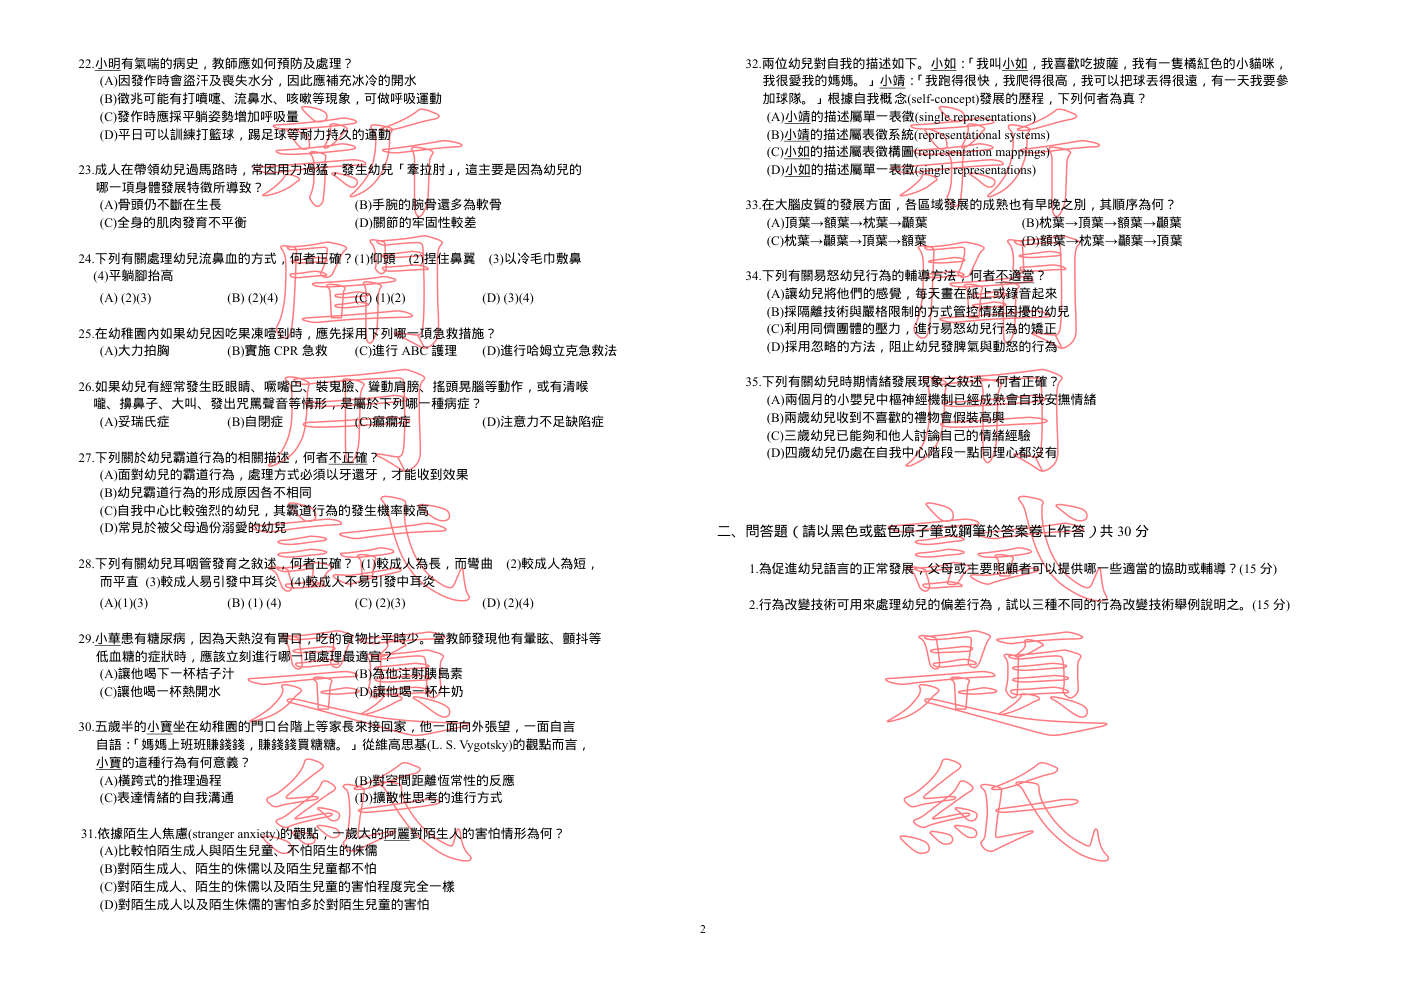 22.小明有氣喘的病史，教師應如何預防及處理？
(A)因發作時會盜汗及喪失水分，因此應補充冰冷的開水
(B)徵兆可能有打噴嚏、流鼻水、咳嗽等現象，可做呼吸運動
(C)發作時應採平躺姿勢增加呼吸量
(D)平日可以訓練打籃球，踢足球等耐力持久的運動
23.成人在帶領幼兒過馬路時，常因用力過猛，發生幼兒「牽拉肘」，這主要是因為幼兒的
哪一項身體發展特徵所導致？
(A)骨頭仍不斷在生長 (B)手腕的腕骨還多為軟骨
(C)全身的肌肉發育不平衡 (D)關節的牢固性較差
24.下列有關處理幼兒流鼻血的方式，何者正確？(1)仰頭 (2)捏住鼻翼 (3)以冷毛巾敷鼻
(4)平躺腳抬高
(A) (2)(3) (B) (2)(4) (C) (1)(2) (D) (3)(4)
25.在幼稚園內如果幼兒因吃果凍噎到時，應先採用下列哪一項急救措施？
(A)大力拍胸 (B)實施 CPR 急救 (C)進行 ABC 護理 (D)進行哈姆立克急救法
26.如果幼兒有經常發生眨眼睛、噘嘴巴、裝鬼臉、聳動肩膀、搖頭晃腦等動作，或有清喉
嚨、擤鼻子、大叫、發出咒罵聲音等情形，是屬於下列哪一種病症？
(A)妥瑞氏症 (B)自閉症 (C)癲癇症 (D)注意力不足缺陷症
27.下列關於幼兒霸道行為的相關描述，何者不正確？
(A)面對幼兒的霸道行為，處理方式必須以牙還牙，才能收到效果
(B)幼兒霸道行為的形成原因各不相同
(C)自我中心比較強烈的幼兒，其霸道行為的發生機率較高
(D)常見於被父母過份溺愛的幼兒
28.下列有關幼兒耳咽管發育之敘述，何者正確？ (1)較成人為長，而彎曲 (2)較成人為短，
而平直 (3)較成人易引發中耳炎 (4)較成人不易引發中耳炎
(A)(1)(3) (B) (1) (4) (C) (2)(3) (D) (2)(4)
29.小華患有糖尿病，因為天熱沒有胃口，吃的食物比平時少。當教師發現他有暈眩、顫抖等
低血糖的症狀時，應該立刻進行哪一項處理最適宜？
(A)讓他喝下一杯桔子汁 (B)為他注射胰島素
(C)讓他喝一杯熱開水 (D)讓他喝一杯牛奶
30.五歲半的小寶坐在幼稚園的門口台階上等家長來接回家，他一面向外張望，一面自言
自語：「媽媽上班班賺錢錢，賺錢錢買糖糖。」從維高思基(L. S. Vygotsky)的觀點而言，
小寶的這種行為有何意義？
(A)橫跨式的推理過程 (B)對空間距離恆常性的反應
(C)表達情緒的自我溝通 (D)擴散性思考的進行方式
31.依據陌生人焦慮(stranger anxiety)的觀點，一歲大的阿麗對陌生人的害怕情形為何？
(A)比較怕陌生成人與陌生兒童、不怕陌生的侏儒
(B)對陌生成人、陌生的侏儒以及陌生兒童都不怕
(C)對陌生成人、陌生的侏儒以及陌生兒童的害怕程度完全一樣
(D)對陌生成人以及陌生侏儒的害怕多於對陌生兒童的害怕
32.兩位幼兒對自我的描述如下。小如：「我叫小如，我喜歡吃披薩，我有一隻橘紅色的小貓咪，
我很愛我的媽媽。」小靖：「我跑得很快，我爬得很高，我可以把球丟得很遠，有一天我要參
加球隊。」根據自我概念(self-concept)發展的歷程，下列何者為真？
(A)小靖的描述屬單一表徵(single representations)
(B)小靖的描述屬表徵系統(representational systems)
(C)小如的描述屬表徵構圖(representation mappings)
(D)小如的描述屬單一表徵(single representations)
33.在大腦皮質的發展方面，各區域發展的成熟也有早晚之別，其順序為何？
(A)頂葉→額葉→枕葉→顳葉 (B)枕葉→頂葉→額葉→顳葉
(C)枕葉→顳葉→頂葉→額葉 (D)額葉→枕葉→顳葉→頂葉
34.下列有關易怒幼兒行為的輔導方法，何者不適當？
(A)讓幼兒將他們的感覺，每天畫在紙上或錄音起來
(B)採隔離技術與嚴格限制的方式管控情緒困擾的幼兒
(C)利用同儕團體的壓力，進行易怒幼兒行為的矯正
(D)採用忽略的方法，阻止幼兒發脾氣與動怒的行為
35.下列有關幼兒時期情緒發展現象之敘述，何者正確？
(A)兩個月的小嬰兒中樞神經機制已經成熟會自我安撫情緒
(B)兩歲幼兒收到不喜歡的禮物會假裝高興
(C)三歲幼兒已能夠和他人討論自己的情緒經驗
(D)四歲幼兒仍處在自我中心階段一點同理心都沒有
二、問答題（請以黑色或藍色原子筆或鋼筆於答案卷上作答）共 30 分
1.為促進幼兒語言的正常發展，父母或主要照顧者可以提供哪一些適當的協助或輔導？(15 分)
2.行為改變技術可用來處理幼兒的偏差行為，試以三種不同的行為改變技術舉例說明之。(15 分)
2